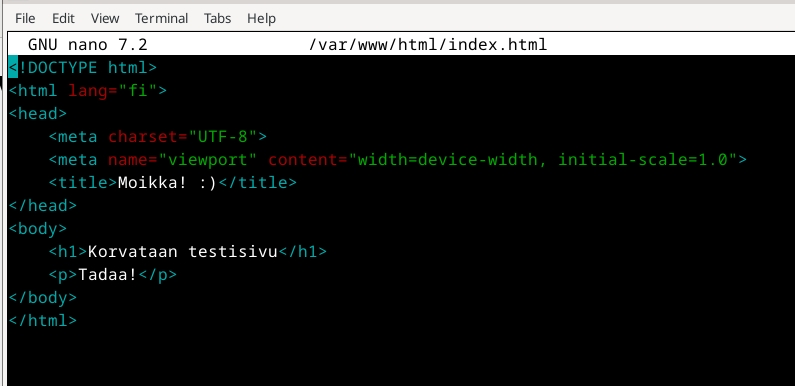 File Edit View Terminal Tabs Help
GNU nano 7.2 /var/www/html/index.html
<!DOCTYPE html>
<html lang="fi">
<head>
    <meta charset="UTF-8">
    <meta name="viewport" content="width=device-width, initial-scale=1.0">
    <title>Moikka! :)</title>
</head>
<body>
    <h1>Korvataan testisivu</h1>
    <p>Tadaa!</p>
</body>
</html>